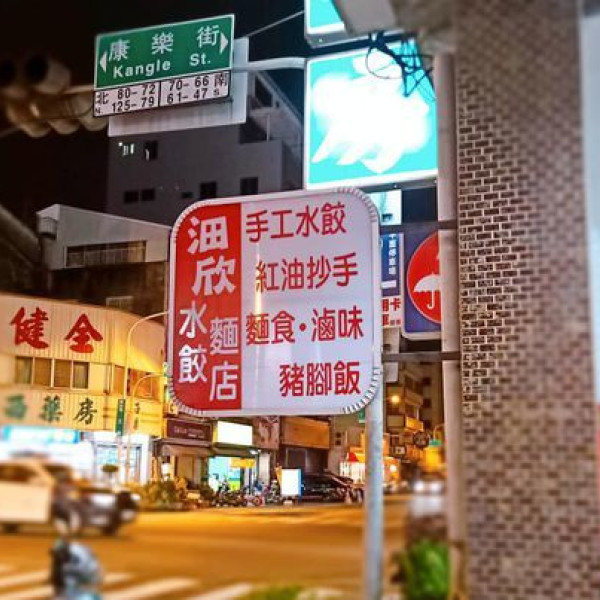 康樂街
Kangle St.
北 80-72 70-66 南
N. 125-79 61-47 S.
沺欣
水餃
麵店
手工水餃
紅油抄手
麵食·滷味
豬腳飯
健全
西藥房